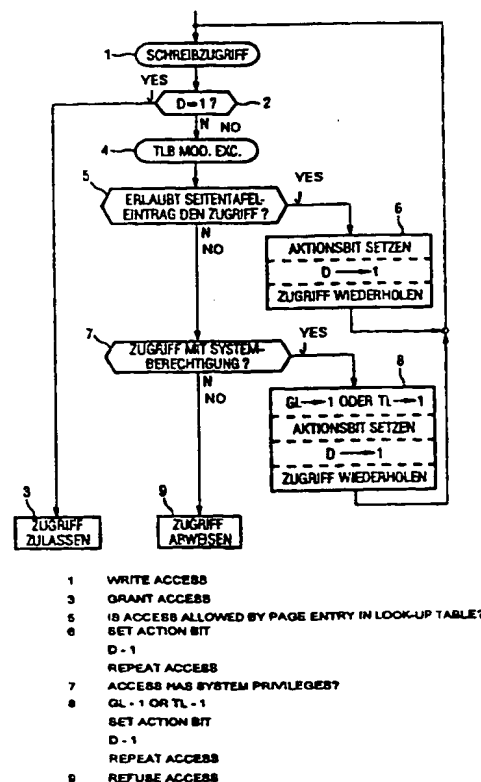 1 SCHREIBZUGRIFF
YES
D=1? 2
N NO
4 TLB MOD. EXC.
5 ERLAUBT SEITENTAFEL-
EINTRAG DEN ZUGRIFF?
YES
N
NO
6
AKTIONSBIT SETZEN
D → 1
ZUGRIFF WIEDERHOLEN
7 ZUGRIFF MIT SYSTEM-
BERECHTIGUNG?
YES
N
NO
8
GL → 1 ODER TL → 1
AKTIONSBIT SETZEN
D → 1
ZUGRIFF WIEDERHOLEN
3
ZUGRIFF
ZULASSEN
9
ZUGRIFF
ABWEISEN
1 WRITE ACCESS
3 GRANT ACCESS
5 IS ACCESS ALLOWED BY PAGE ENTRY IN LOOK-UP TABLE?
6 SET ACTION BIT
D - 1
REPEAT ACCESS
7 ACCESS HAS SYSTEM PRIVILEGES?
8 GL - 1 OR TL - 1
SET ACTION BIT
D - 1
REPEAT ACCESS
9 REFUSE ACCESS